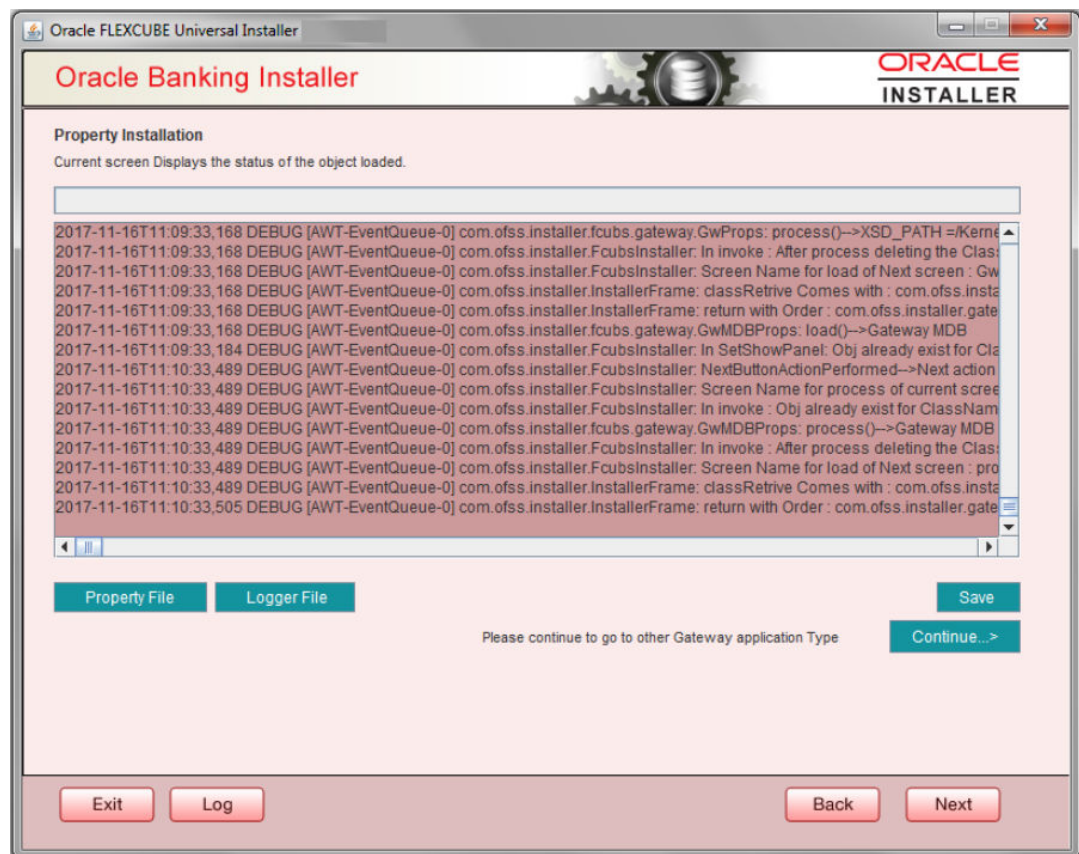 Oracle FLEXCUBE Universal Installer
Oracle Banking Installer
ORACLE
INSTALLER
Property Installation
Current screen Displays the status of the object loaded.
2017-11-16T11:09:33,168 DEBUG [AWT-EventQueue-0] com.ofss.installer.fcubs.gateway.GwProps: process()-->XSD_PATH =/Kerne
2017-11-16T11:09:33,168 DEBUG [AWT-EventQueue-0] com.ofss.installer.FcubsInstaller: In invoke : After process deleting the Clas
2017-11-16T11:09:33,168 DEBUG [AWT-EventQueue-0] com.ofss.installer.FcubsInstaller: Screen Name for load of Next screen : Gw
2017-11-16T11:09:33,168 DEBUG [AWT-EventQueue-0] com.ofss.installer.InstallerFrame: classRetrive Comes with : com.ofss.insta
2017-11-16T11:09:33,168 DEBUG [AWT-EventQueue-0] com.ofss.installer.InstallerFrame: return with Order : com.ofss.installer.gate
2017-11-16T11:09:33,168 DEBUG [AWT-EventQueue-0] com.ofss.installer.fcubs.gateway.GwMDBProps: load()-->Gateway MDB
2017-11-16T11:09:33,184 DEBUG [AWT-EventQueue-0] com.ofss.installer.FcubsInstaller: In SetShowPanel: Obj already exist for Cla
2017-11-16T11:10:33,489 DEBUG [AWT-EventQueue-0] com.ofss.installer.FcubsInstaller: NextButtonActionPerformed-->Next action
2017-11-16T11:10:33,489 DEBUG [AWT-EventQueue-0] com.ofss.installer.FcubsInstaller: Screen Name for process of current scree
2017-11-16T11:10:33,489 DEBUG [AWT-EventQueue-0] com.ofss.installer.FcubsInstaller: In invoke : Obj already exist for ClassNam
2017-11-16T11:10:33,489 DEBUG [AWT-EventQueue-0] com.ofss.installer.fcubs.gateway.GwMDBProps: process()-->Gateway MDB
2017-11-16T11:10:33,489 DEBUG [AWT-EventQueue-0] com.ofss.installer.FcubsInstaller: In invoke : After process deleting the Clas
2017-11-16T11:10:33,489 DEBUG [AWT-EventQueue-0] com.ofss.installer.FcubsInstaller: Screen Name for load of Next screen : pro
2017-11-16T11:10:33,489 DEBUG [AWT-EventQueue-0] com.ofss.installer.InstallerFrame: classRetrive Comes with : com.ofss.insta
2017-11-16T11:10:33,505 DEBUG [AWT-EventQueue-0] com.ofss.installer.InstallerFrame: return with Order : com.ofss.installer.gate
Property File Logger File Save
Please continue to go to other Gateway application Type Continue...>
Exit Log Back Next